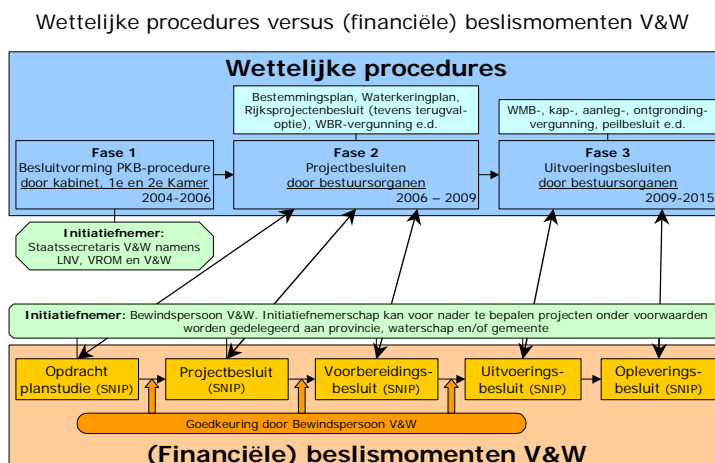 Wettelijke procedures versus (financiële) beslismomenten V&W
Wettelijke procedures
Bestemmingsplan, Waterkeringplan,
Rijksprojectenbesluit (tevens terugval-
optie), WBR-vergunning e.d.
WMB-, kap-, aanleg-, ontgronding-
vergunning, peilbesluit e.d.
Fase 1
Besluitvorming PKB-procedure
door kabinet, 1e en 2e Kamer
2004-2006
Fase 2
Projectbesluiten
door bestuursorganen
2006 – 2009
Fase 3
Uitvoeringsbesluiten
door bestuursorganen
2009-2015
Initiatiefnemer:
Staatssecretaris V&W namens
LNV, VROM en V&W
Initiatiefnemer: Bewindspersoon V&W. Initiatiefnemerschap kan voor nader te bepalen projecten onder voorwaarden
worden gedelegeerd aan provincie, waterschap en/of gemeente
Opdracht
planstudie (SNIP)
Projectbesluit
(SNIP)
Voorbereidings-
besluit (SNIP)
Uitvoerings-
besluit (SNIP)
Opleverings-
besluit (SNIP)
Goedkeuring door Bewindspersoon V&W
(Financiële) beslismomenten V&W